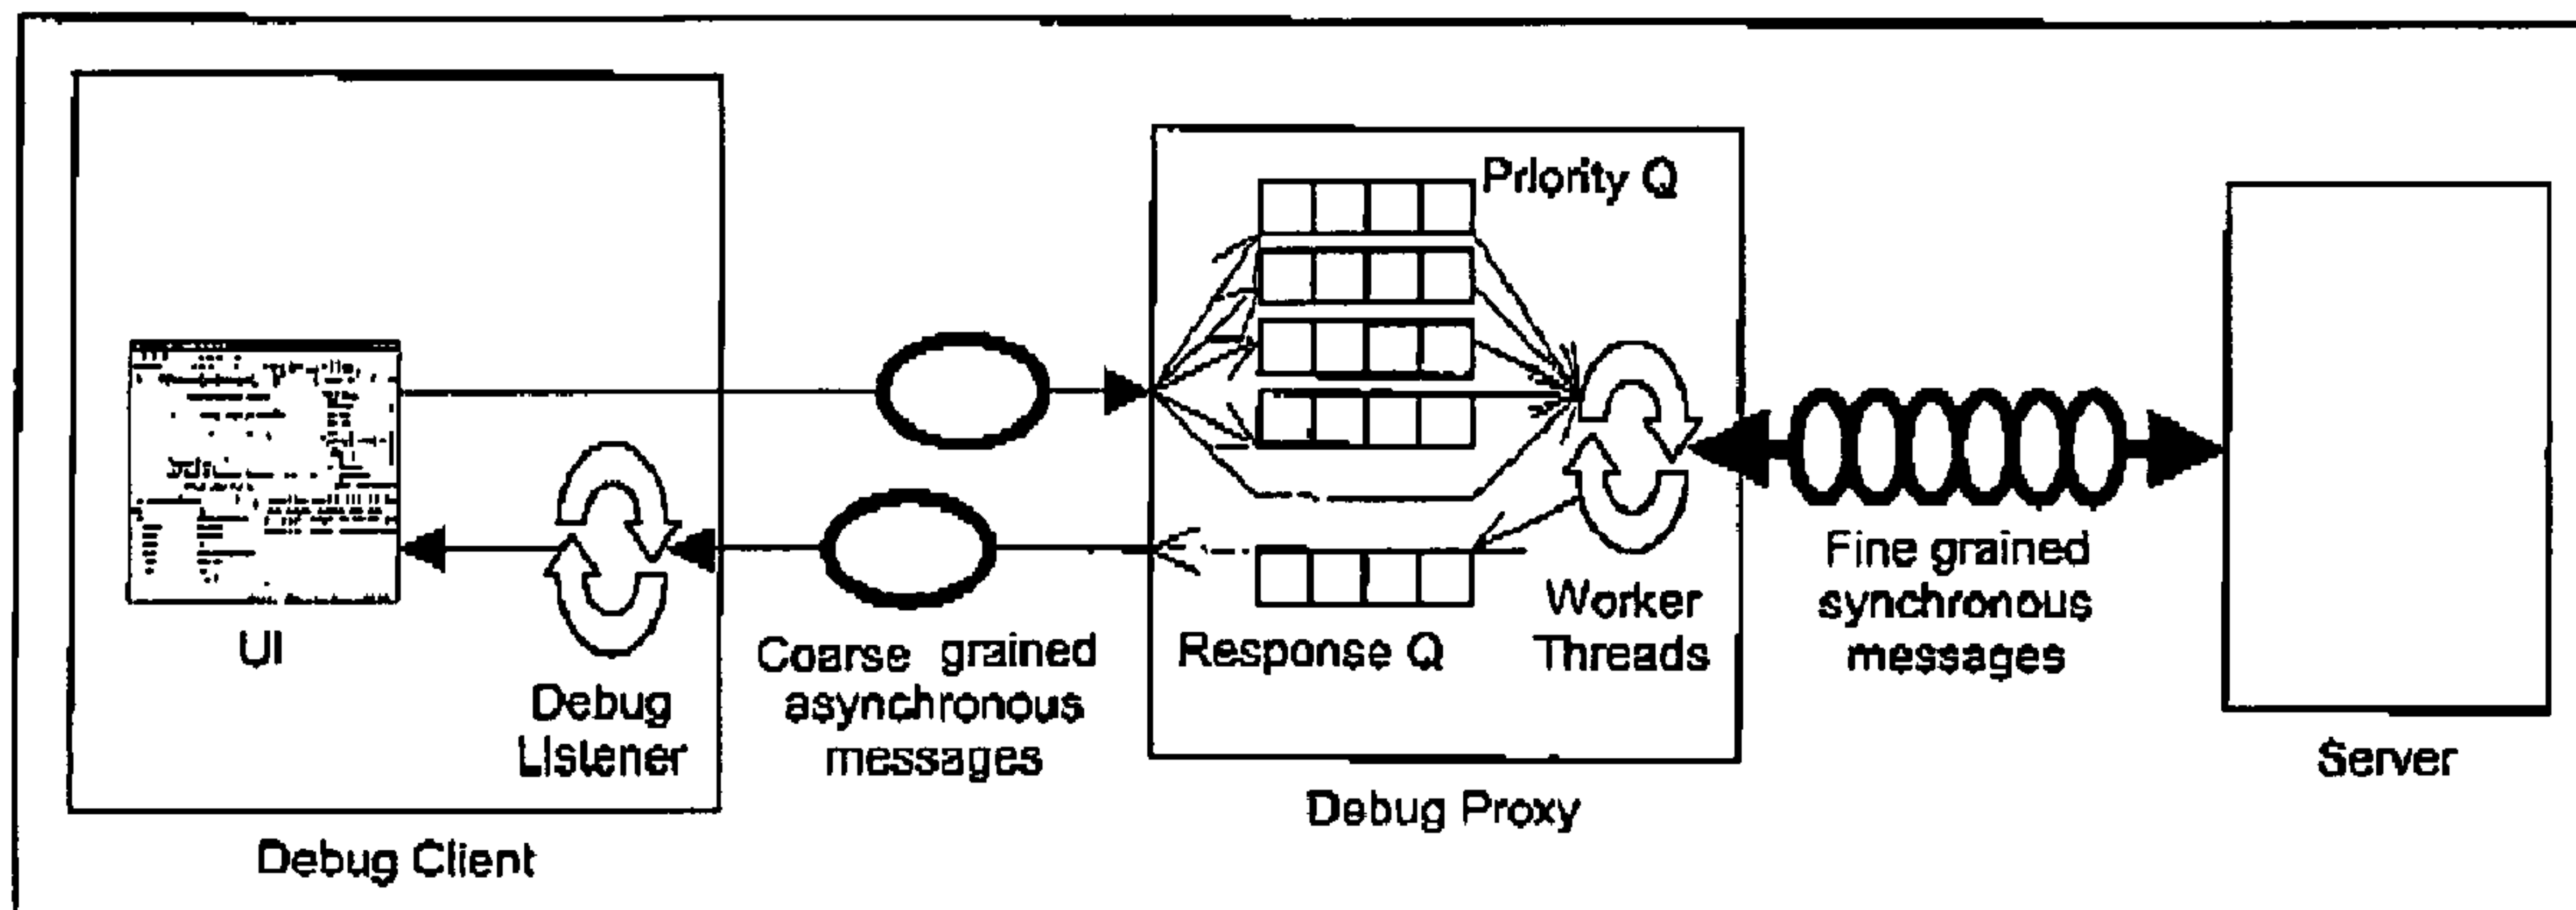 Priority Q
UI
Debug
Listener
Debug Client
Coarse grained
asynchronous
messages
Response Q
Worker
Threads
Debug Proxy
Fine grained
synchronous
messages
Server